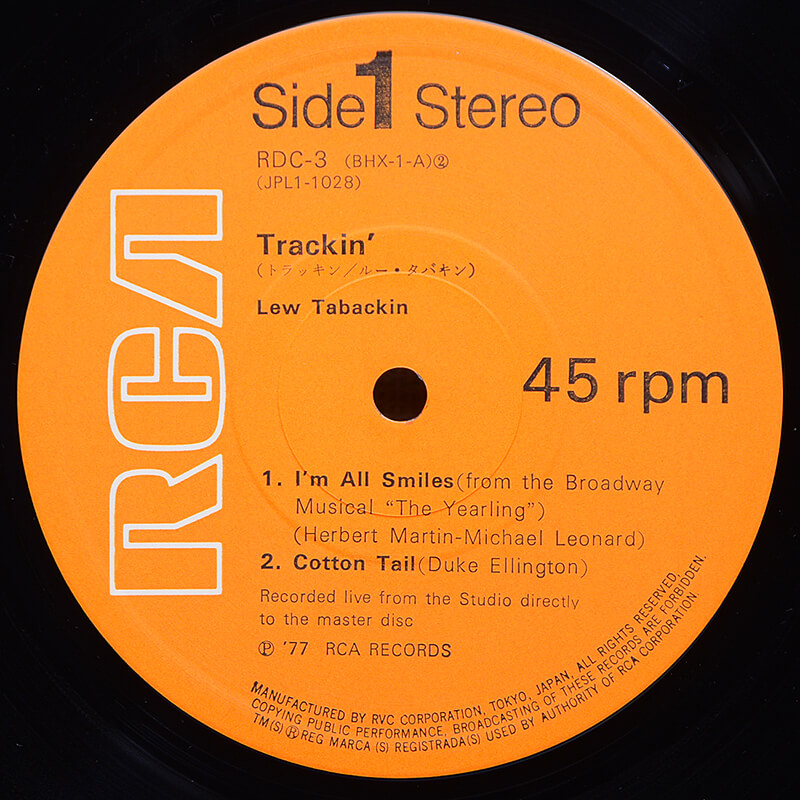 Side 1 Stereo
RDC-3 (BHX-1-A)②
(JPL1-1028)
Trackin'
(トラッキン/ルー・タバキン)
Lew Tabackin
RCA
45 rpm
1. I'm All Smiles(from the Broadway
Musical “The Yearling”)
(Herbert Martin-Michael Leonard)
2. Cotton Tail(Duke Ellington)
Recorded live from the Studio directly
to the master disc
Ⓟ '77 RCA RECORDS
MANUFACTURED BY RVC CORPORATION, TOKYO, JAPAN, ALL RIGHTS RESERVED.
COPYING PUBLIC PERFORMANCE, BROADCASTING OF THESE RECORDS ARE FORBIDDEN.
TM(S) Ⓡ REG MARCA (S) REGISTRADA(S) USED BY AUTHORITY OF RCA CORPORATION.